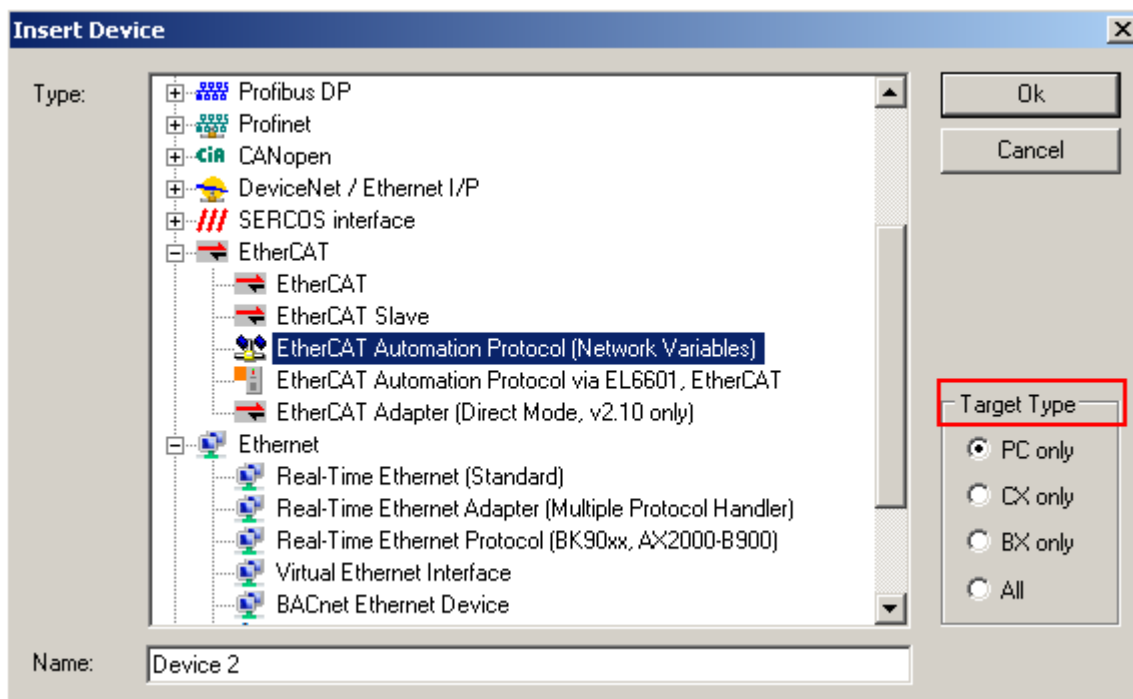 Insert Device
Type:
Profibus DP
Profinet
CiA CANopen
DeviceNet / Ethernet I/P
SERCOS interface
EtherCAT
EtherCAT
EtherCAT Slave
EtherCAT Automation Protocol (Network Variables)
EtherCAT Automation Protocol via EL6601, EtherCAT
EtherCAT Adapter (Direct Mode, v2.10 only)
Ethernet
Real-Time Ethernet (Standard)
Real-Time Ethernet Adapter (Multiple Protocol Handler)
Real-Time Ethernet Protocol (BK90xx, AX2000-B900)
Virtual Ethernet Interface
BACnet Ethernet Device
Ok
Cancel
Target Type
PC only
CX only
BX only
All
Name:
Device 2